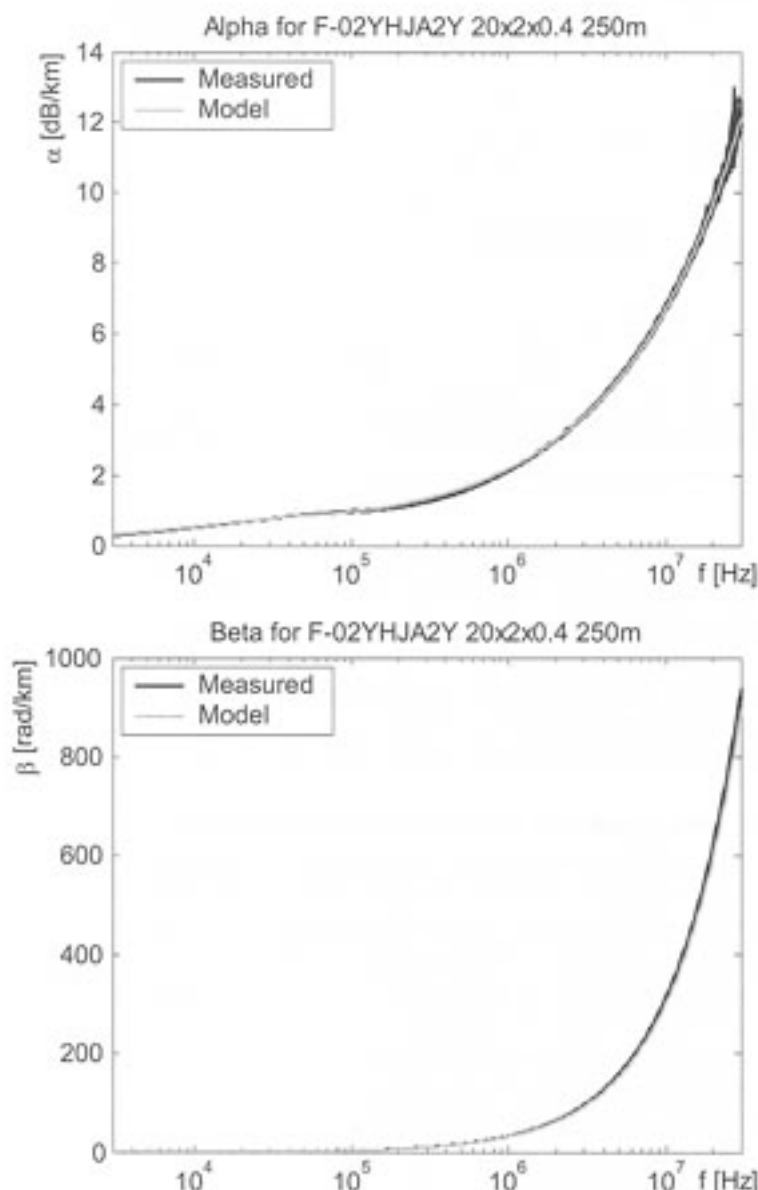 Alpha for F-02YHJA2Y 20x2x0.4 250m
α [dB/km]
14
12
10
8
6
4
2
0
Measured
Model
10⁴
10⁵
10⁶
10⁷
f [Hz]
Beta for F-02YHJA2Y 20x2x0.4 250m
β [rad/km]
1000
800
600
400
200
0
Measured
Model
10⁴
10⁵
10⁶
10⁷
f [Hz]